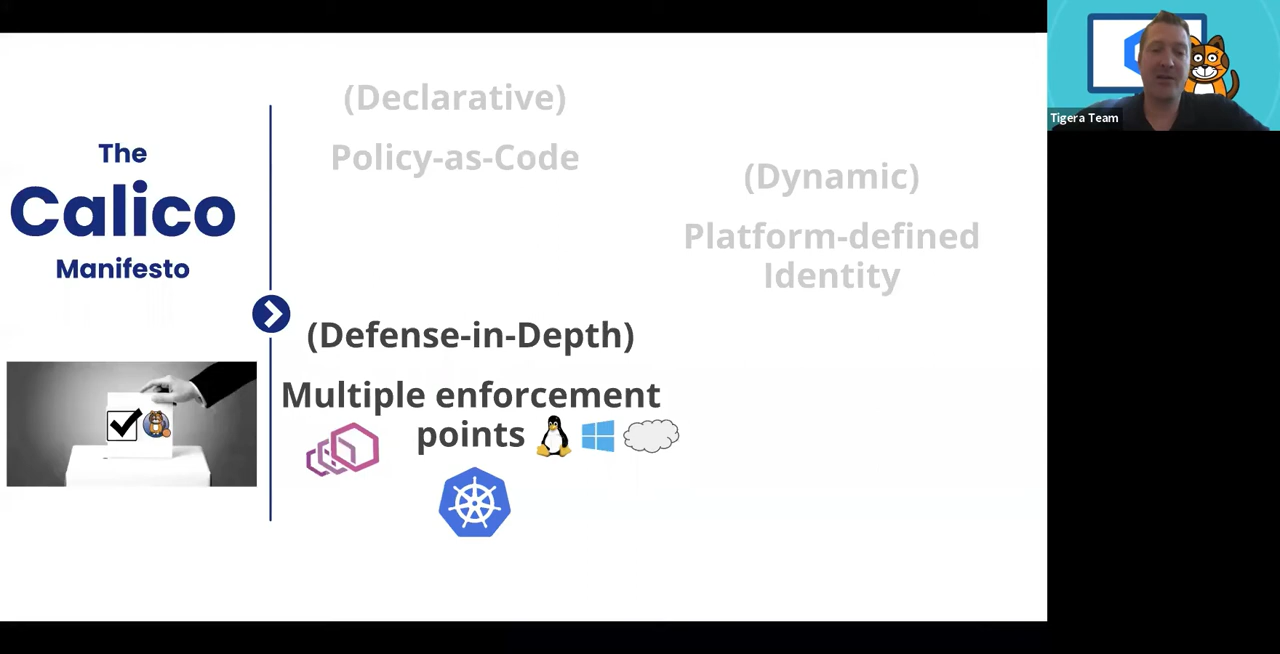 The
Calico
Manifesto
(Declarative)
Policy-as-Code
(Dynamic)
Platform-defined
Identity
(Defense-in-Depth)
Multiple enforcement
points
Tigera Team